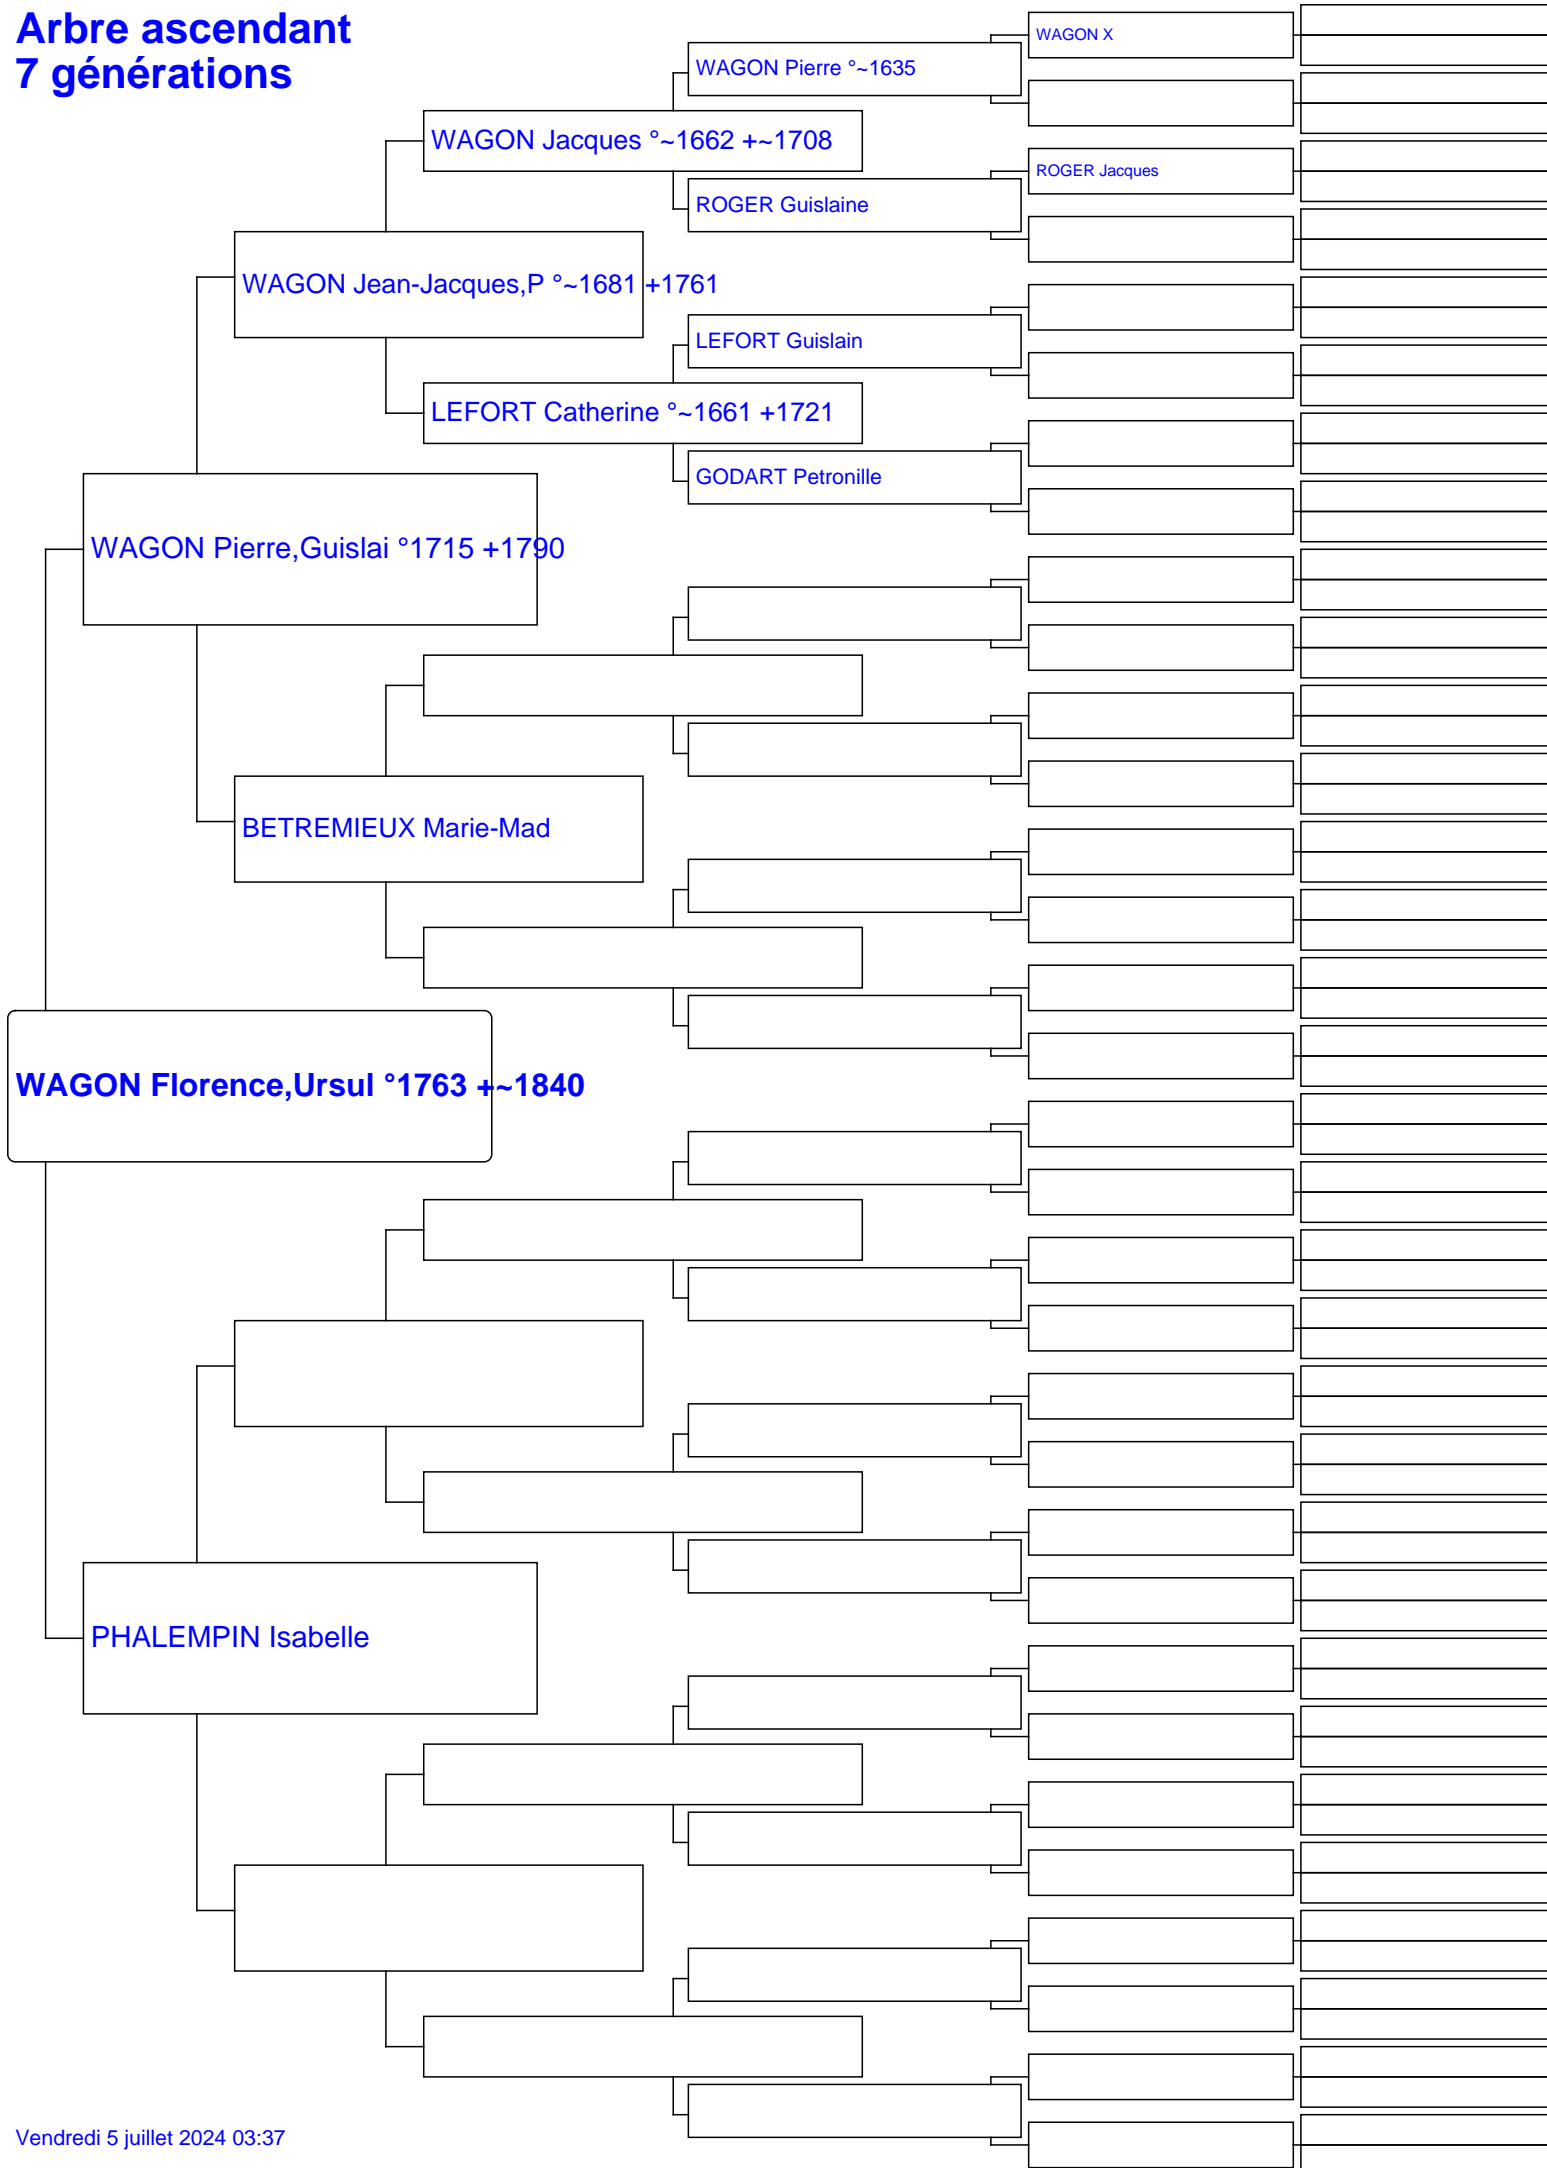 Arbre ascendant
7 générations
WAGON X
WAGON Pierre °~1635
WAGON Jacques °~1662 +~1708
ROGER Jacques
ROGER Guislaine
WAGON Jean-Jacques,P °~1681 +1761
LEFORT Guislain
LEFORT Catherine °~1661 +1721
GODART Petronille
WAGON Pierre,Guislai °1715 +1790
BETREMIEUX Marie-Mad
WAGON Florence,Ursul °1763 +~1840
PHALEMPIN Isabelle
Vendredi 5 juillet 2024 03:37